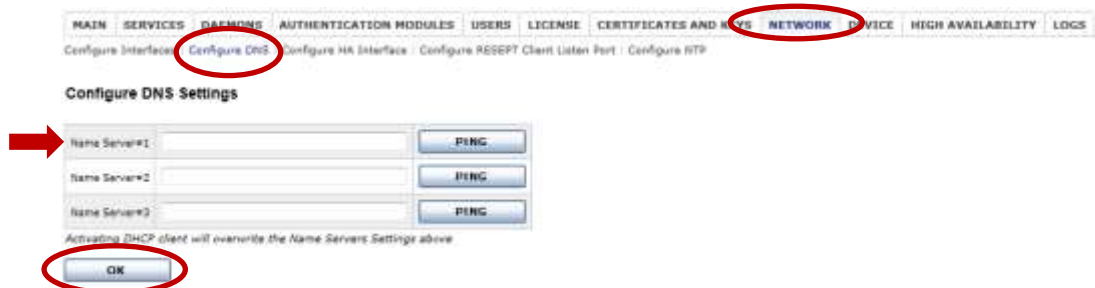 MAIN SERVICES DAEMONS AUTHENTICATION MODULES USERS LICENSE CERTIFICATES AND KEYS NETWORK DEVICE HIGH AVAILABILITY LOGS
Configure Interfaces Configure DNS Configure HA Interface Configure RESEPT Client Listen Port Configure NTP
Configure DNS Settings
Name Server#1 PING
Name Server#2 PING
Name Server#3 PING
Activating DHCP client will overwrite the Name Servers Settings above
OK